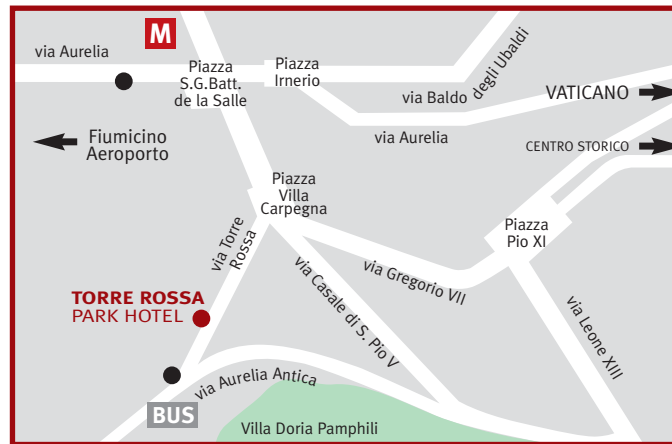 M
via Aurelia
Piazza
S.G.Batt.
de la Salle
Piazza
Irnerio
via Baldo
degli Ubaldi
VATICANO
via Aurelia
Fiumicino
Aeroporto
CENTRO STORICO
Piazza
Villa
Carpegna
via Torre
Rossa
Piazza
Pio XI
via Gregorio VII
via Casale di S. Pio V
TORRE ROSSA
PARK HOTEL
via Leone XIII
via Aurelia Antica
BUS
Villa Doria Pamphili